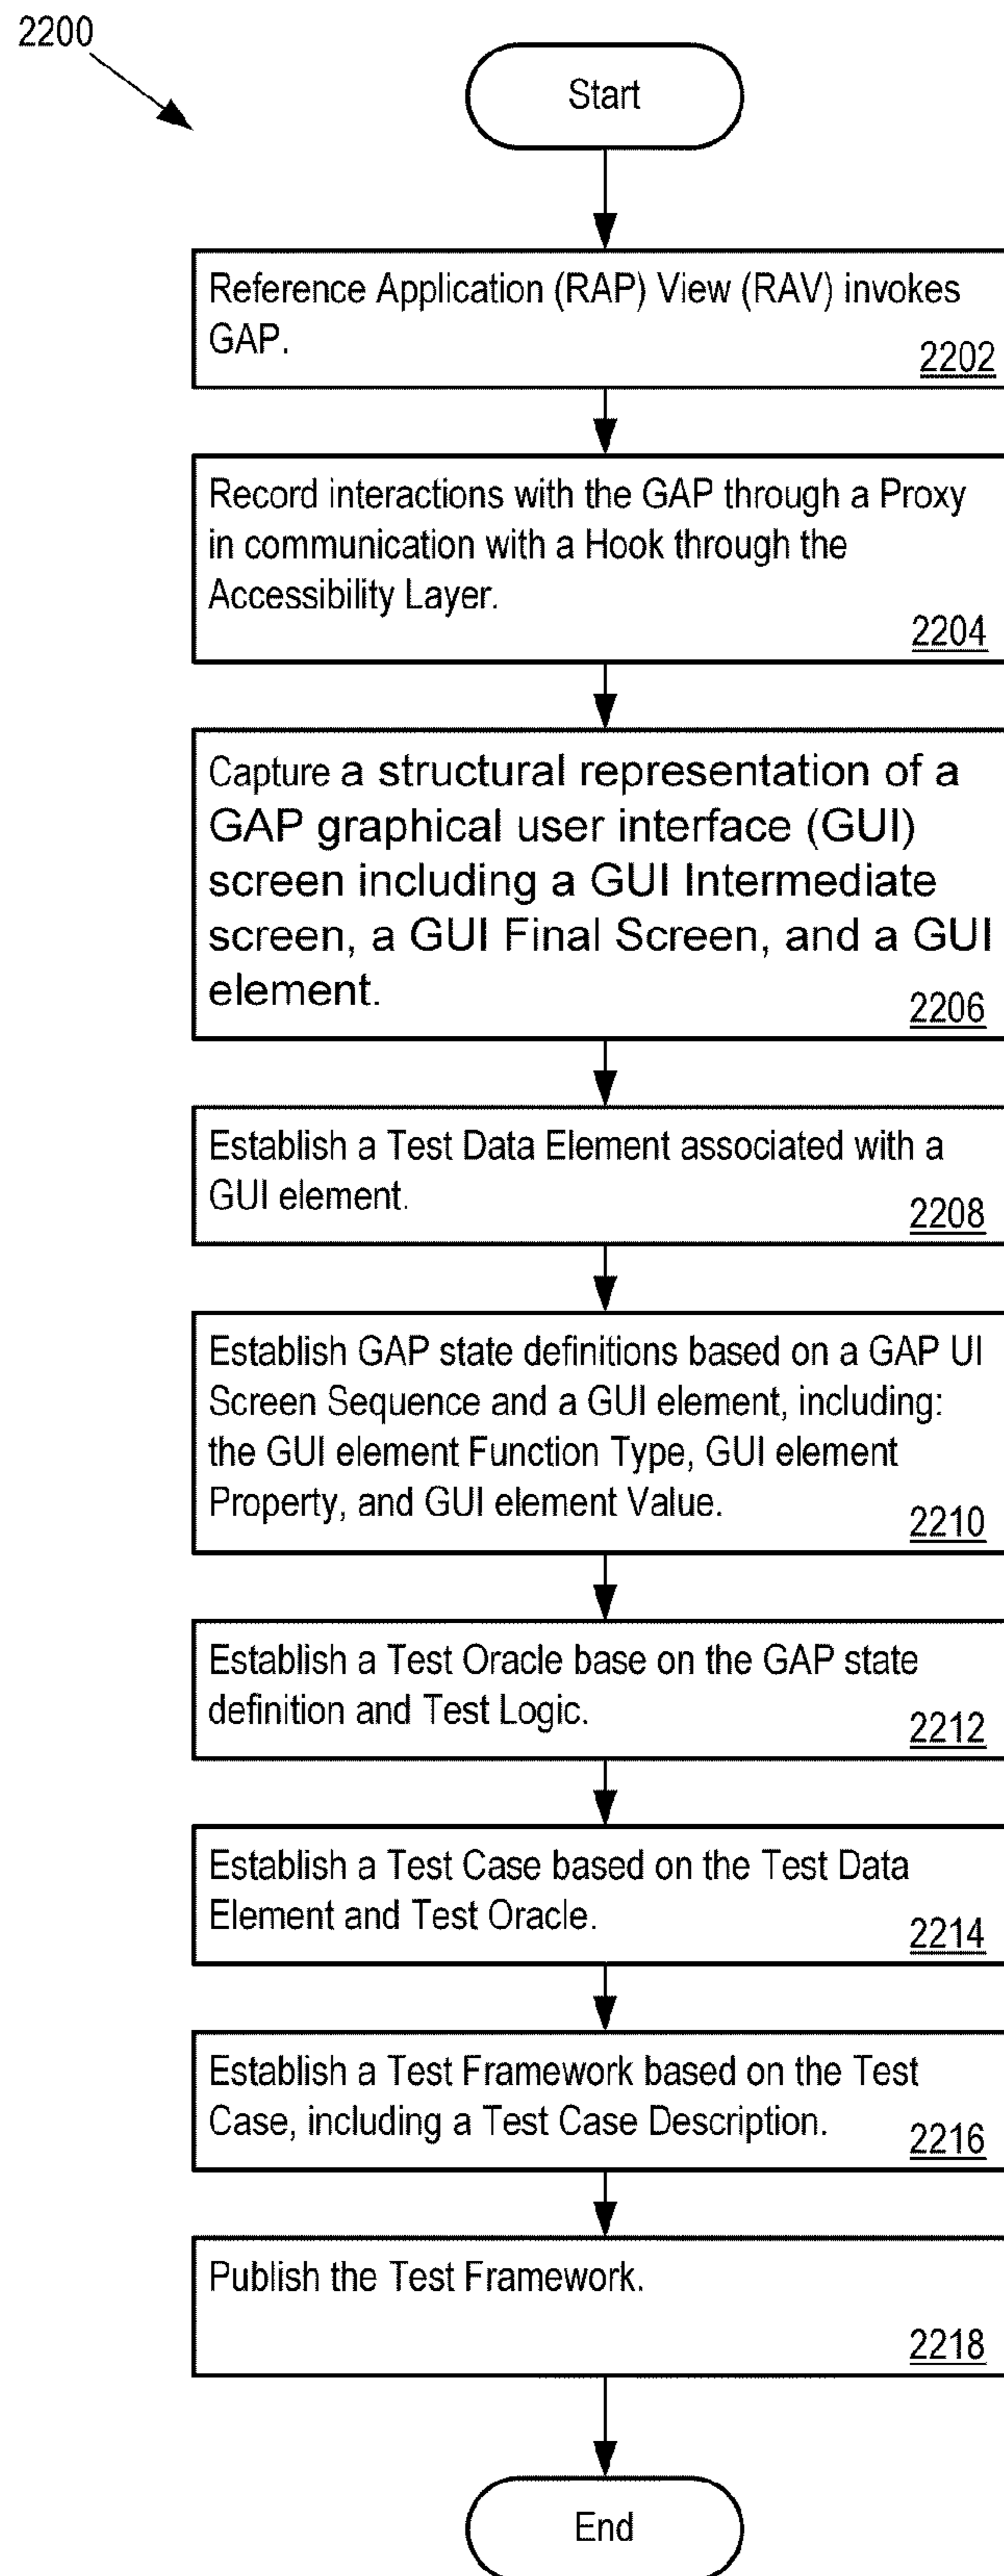 2200
Start
Reference Application (RAP) View (RAV) invokes
GAP.
2202
Record interactions with the GAP through a Proxy
in communication with a Hook through the
Accessibility Layer.
2204
Capture a structural representation of a
GAP graphical user interface (GUI)
screen including a GUI Intermediate
screen, a GUI Final Screen, and a GUI
element.
2206
Establish a Test Data Element associated with a
GUI element.
2208
Establish GAP state definitions based on a GAP UI
Screen Sequence and a GUI element, including:
the GUI element Function Type, GUI element
Property, and GUI element Value.
2210
Establish a Test Oracle base on the GAP state
definition and Test Logic.
2212
Establish a Test Case based on the Test Data
Element and Test Oracle.
2214
Establish a Test Framework based on the Test
Case, including a Test Case Description.
2216
Publish the Test Framework.
2218
End